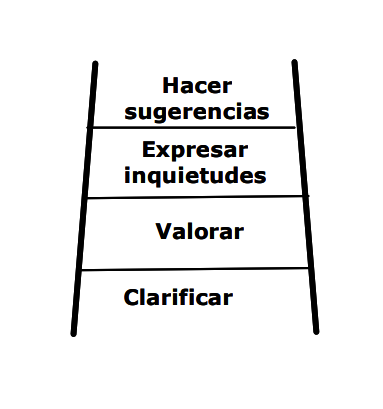 Hacer
sugerencias
Expresar
inquietudes
Valorar
Clarificar